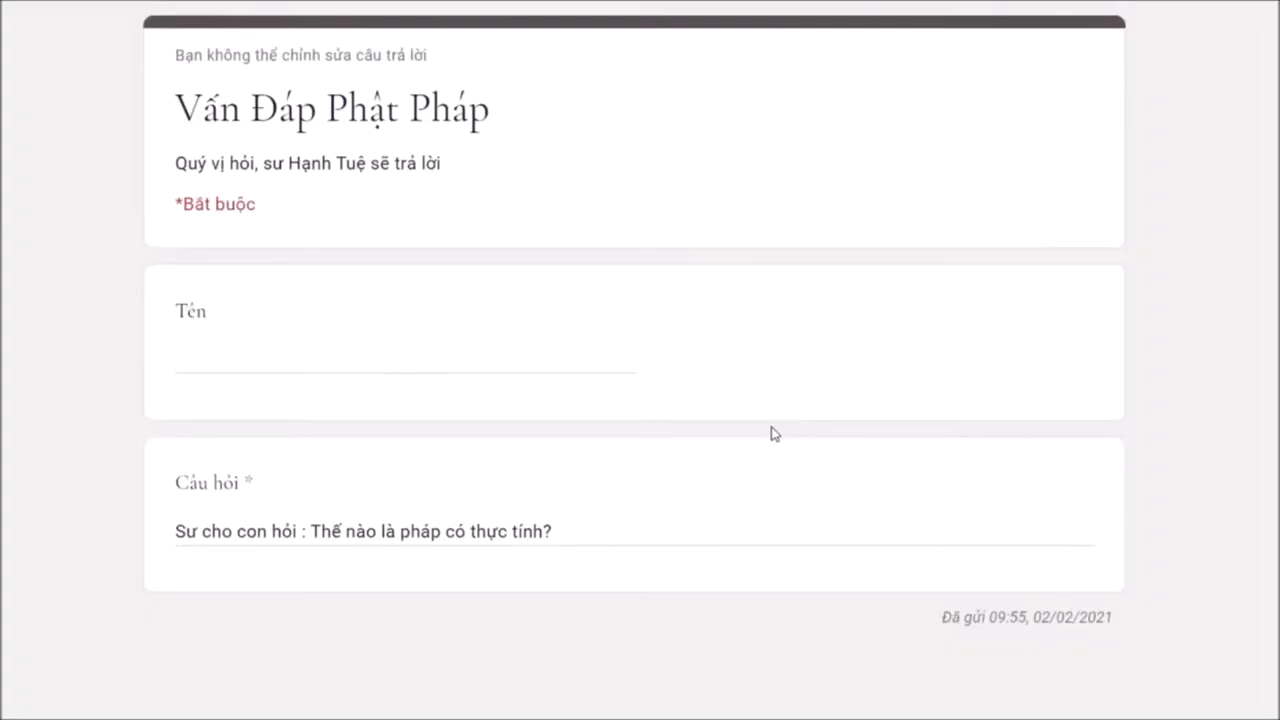 Bạn không thể chỉnh sửa câu trả lời
Vấn Đáp Phật Pháp
Quý vị hỏi, sư Hạnh Tuệ sẽ trả lời
*Bắt buộc
Tên
Câu hỏi *
Sư cho con hỏi : Thế nào là pháp có thực tính?
Đã gửi 09:55, 02/02/2021